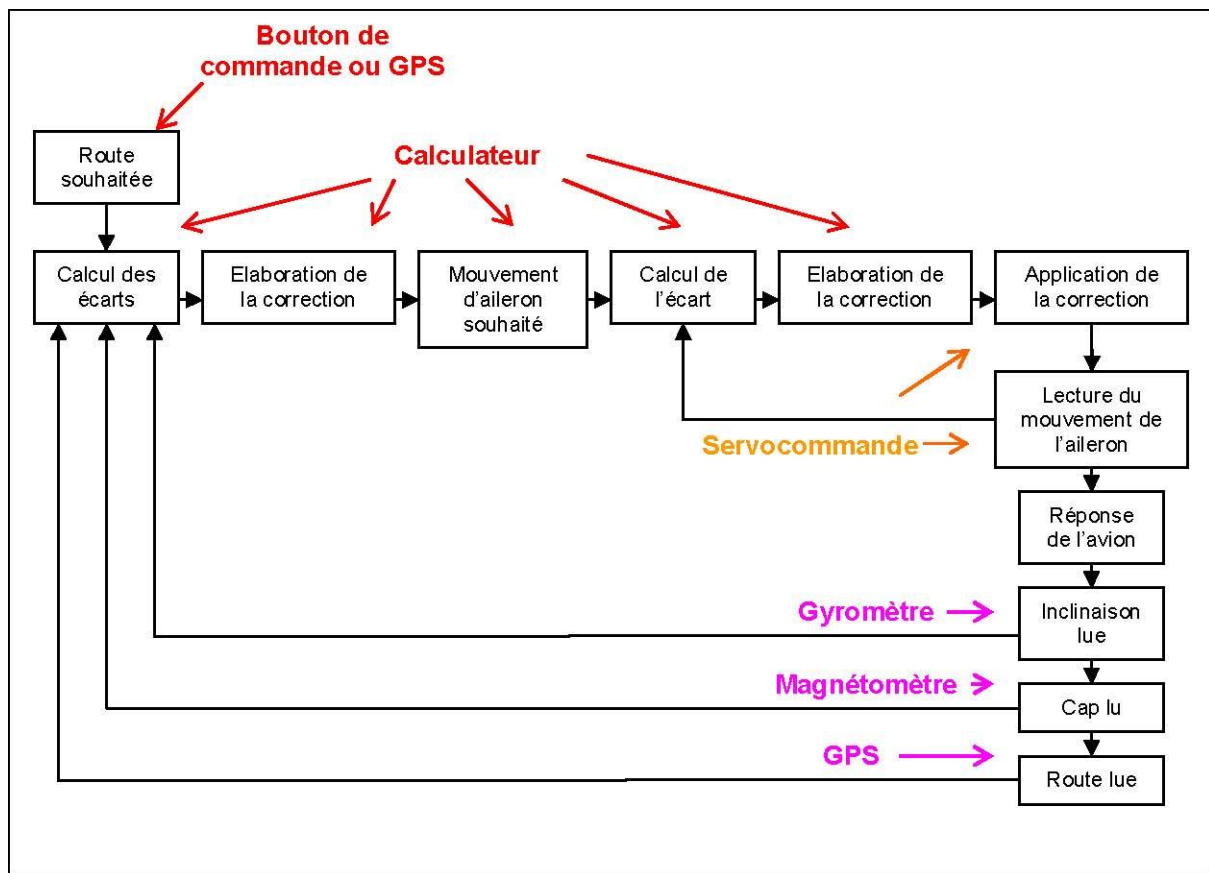 Bouton de
commande ou GPS
Route
souhaitée
Calculateur
Calcul des
écarts
Elaboration de
la correction
Mouvement
d'aileron
souhaité
Calcul de
l'écart
Elaboration de
la correction
Application de
la correction
Lecture du
mouvement de
l'aileron
Servocommande
Réponse
de l'avion
Gyromètre
Inclinaison
lue
Magnétomètre
Cap lu
GPS
Route lue